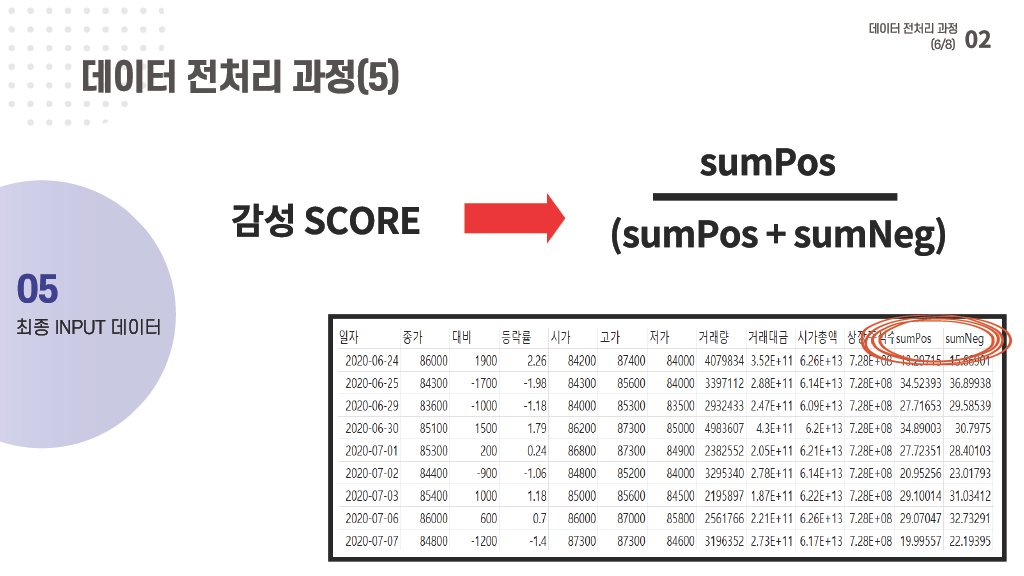 데이터 전처리 과정
(6/8) 02
데이터 전처리 과정(5)
sumPos
감성 SCORE
(sumPos + sumNeg)
05
최종 INPUT 데이터
일자 종가 대비 등락률 시가 고가 저가 거래량 거래대금 시가총액 sumPos sumNeg
2020-06-24 86000 1900 2.26 84200 87400 84000 4079834 3.52E+11 6.26E+13 7.28E+08
2020-06-25 84300 -1700 -1.98 84300 85600 84000 3397112 2.88E+11 6.14E+13 7.28E+08 34.52393 36.89938
2020-06-29 83600 -1000 -1.18 84000 85300 83500 2932433 2.47E+11 6.09E+13 7.28E+08 27.71653 29.58539
2020-06-30 85100 1500 1.79 86200 87300 85000 4983607 4.3E+11 6.2E+13 7.28E+08 34.89003 30.7975
2020-07-01 85300 200 0.24 86800 87300 84900 2382552 2.05E+11 6.21E+13 7.28E+08 27.72351 28.40103
2020-07-02 84400 -900 -1.06 84800 85200 84000 3295340 2.78E+11 6.14E+13 7.28E+08 20.95256 23.01793
2020-07-03 85400 1000 1.18 85000 85600 84500 2195897 1.87E+11 6.22E+13 7.28E+08 29.10014 31.03412
2020-07-06 86000 600 0.7 86000 87000 85800 2561766 2.21E+11 6.26E+13 7.28E+08 29.07047 32.73291
2020-07-07 84800 -1200 -1.4 87300 87300 84600 3196352 2.73E+11 6.17E+13 7.28E+08 19.99557 22.19395